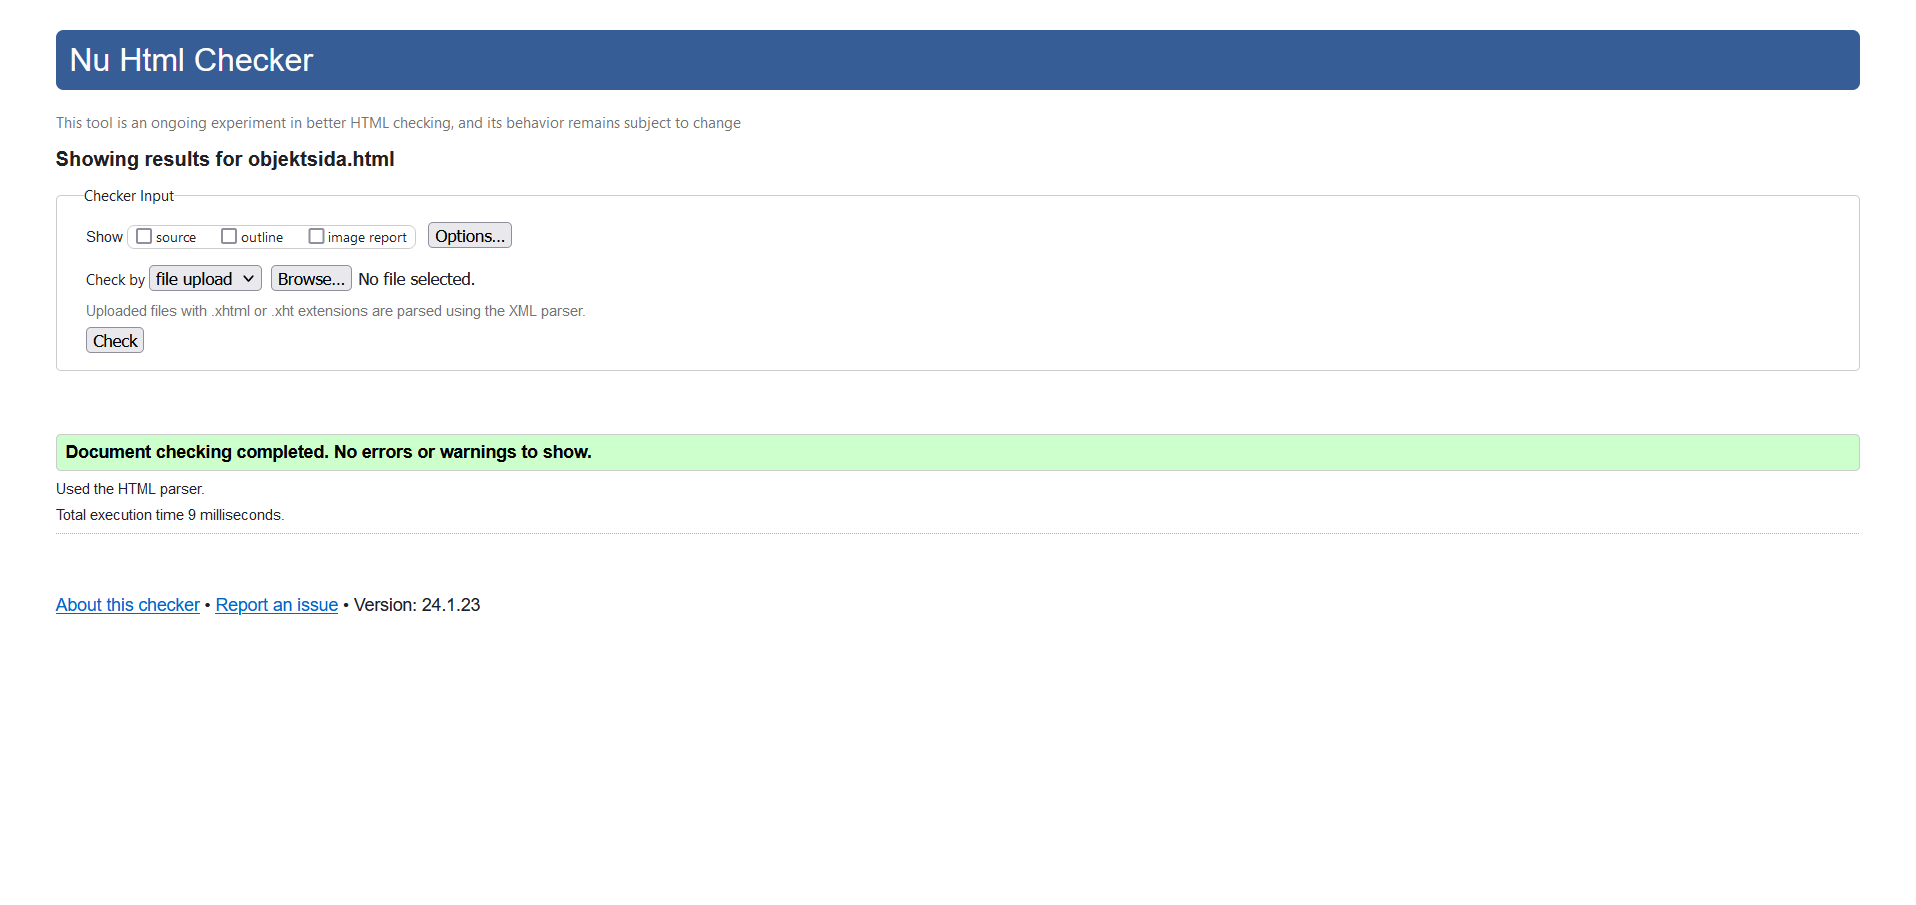 Nu Html Checker
This tool is an ongoing experiment in better HTML checking, and its behavior remains subject to change
Showing results for objektsida.html
Checker Input
Show source outline image report Options...
Check by file upload Browse... No file selected.
Uploaded files with .xhtml or .xht extensions are parsed using the XML parser.
Check
Document checking completed. No errors or warnings to show.
Used the HTML parser.
Total execution time 9 milliseconds.
About this checker • Report an issue • Version: 24.1.23